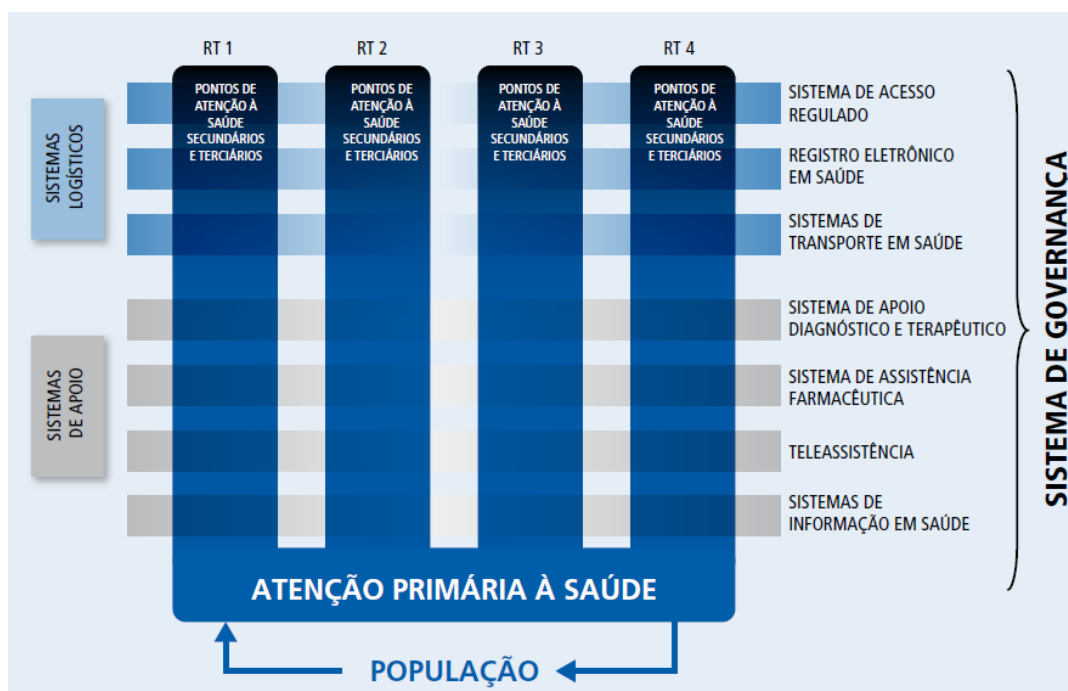 RT 1
RT 2
RT 3
RT 4
PONTOS DE
ATENÇÃO À
SAÚDE
SECUNDÁRIOS
E TERCIÁRIOS
PONTOS DE
ATENÇÃO À
SAÚDE
SECUNDÁRIOS
E TERCIÁRIOS
PONTOS DE
ATENÇÃO À
SAÚDE
SECUNDÁRIOS
E TERCIÁRIOS
PONTOS DE
ATENÇÃO À
SAÚDE
SECUNDÁRIOS
E TERCIÁRIOS
SISTEMAS
LOGÍSTICOS
SISTEMA DE ACESSO
REGULADO
REGISTRO ELETRÔNICO
EM SAÚDE
SISTEMAS DE
TRANSPORTE EM SAÚDE
SISTEMAS
DE APOIO
SISTEMA DE APOIO
DIAGNÓSTICO E TERAPÊUTICO
SISTEMA DE ASSISTÊNCIA
FARMACÊUTICA
TELEASSISTÊNCIA
SISTEMAS DE
INFORMAÇÃO EM SAÚDE
SISTEMA DE GOVERNANÇA
ATENÇÃO PRIMÁRIA À SAÚDE
POPULAÇÃO